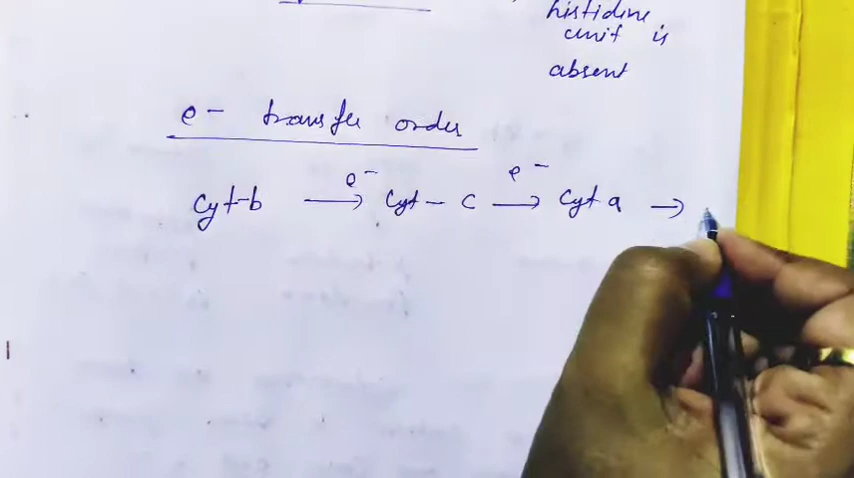 histidine
unit is
absent
e- transfer order
e- e-
Cyt-b → Cyt - c → Cyt a →